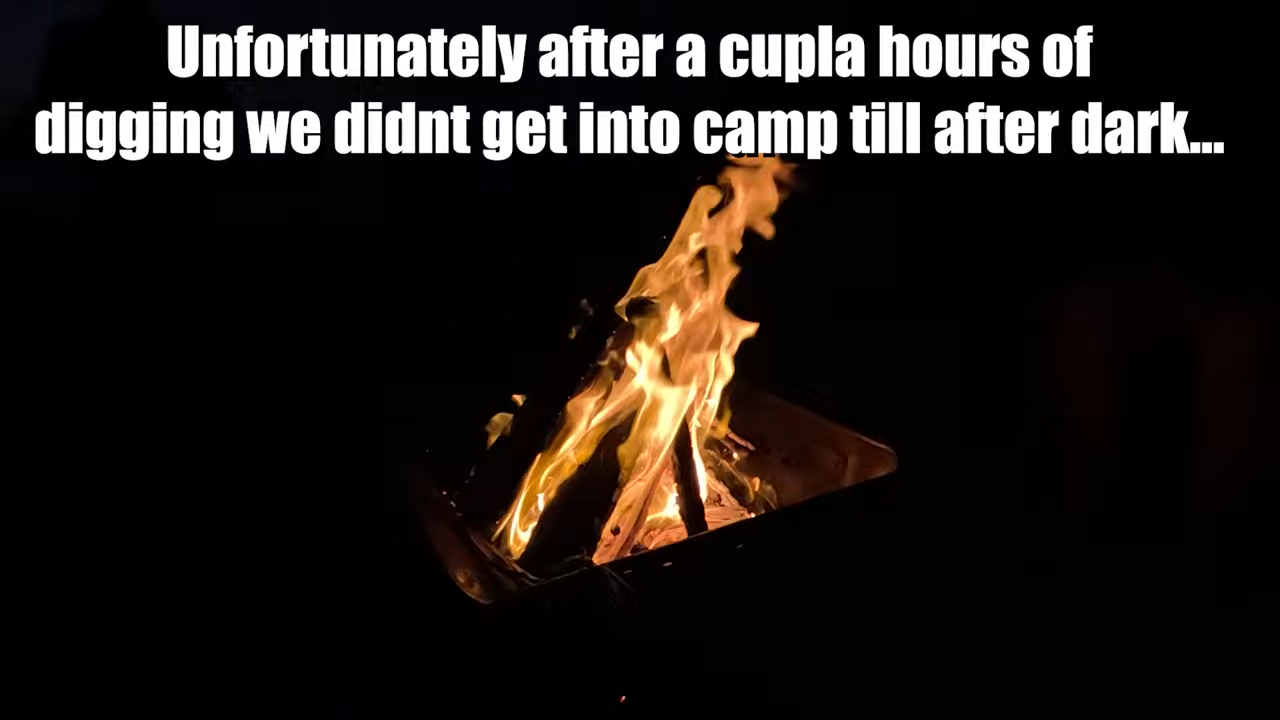 Unfortunately after a cupla hours of
digging we didnt get into camp till after dark...